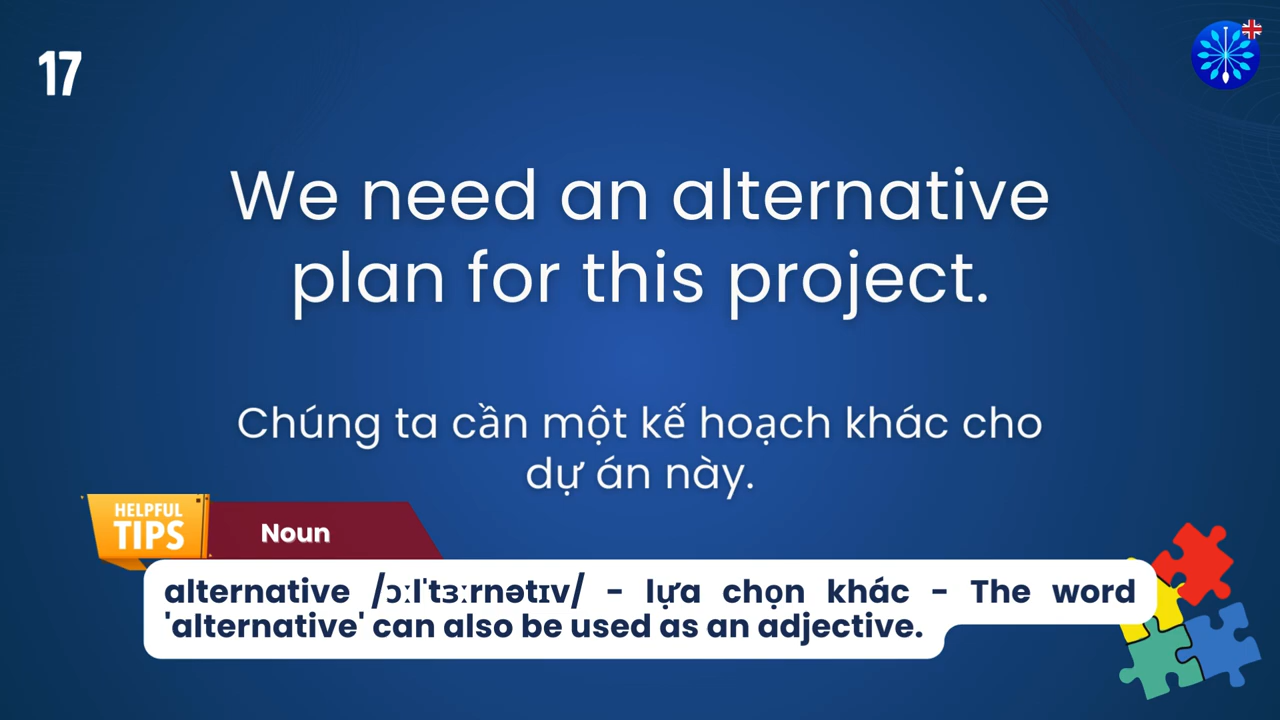 17
We need an alternative
plan for this project.
Chúng ta cần một kế hoạch khác cho
dự án này.
HELPFUL
TIPS
Noun
alternative /ɔːlˈtɜːrnətɪv/ - lựa chọn khác - The word
'alternative' can also be used as an adjective.